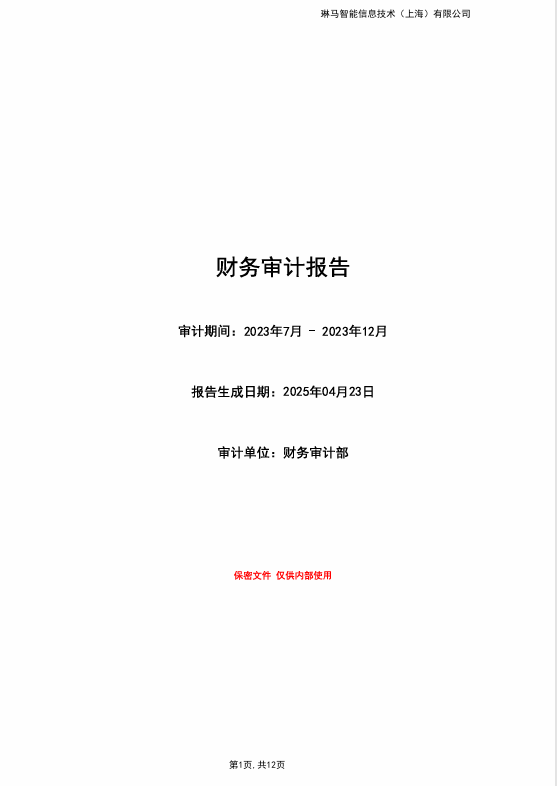 琳马智能信息技术（上海）有限公司
财务审计报告
审计期间：2023年7月 - 2023年12月
报告生成日期：2025年04月23日
审计单位：财务审计部
保密文件 仅供内部使用
第1页,共12页